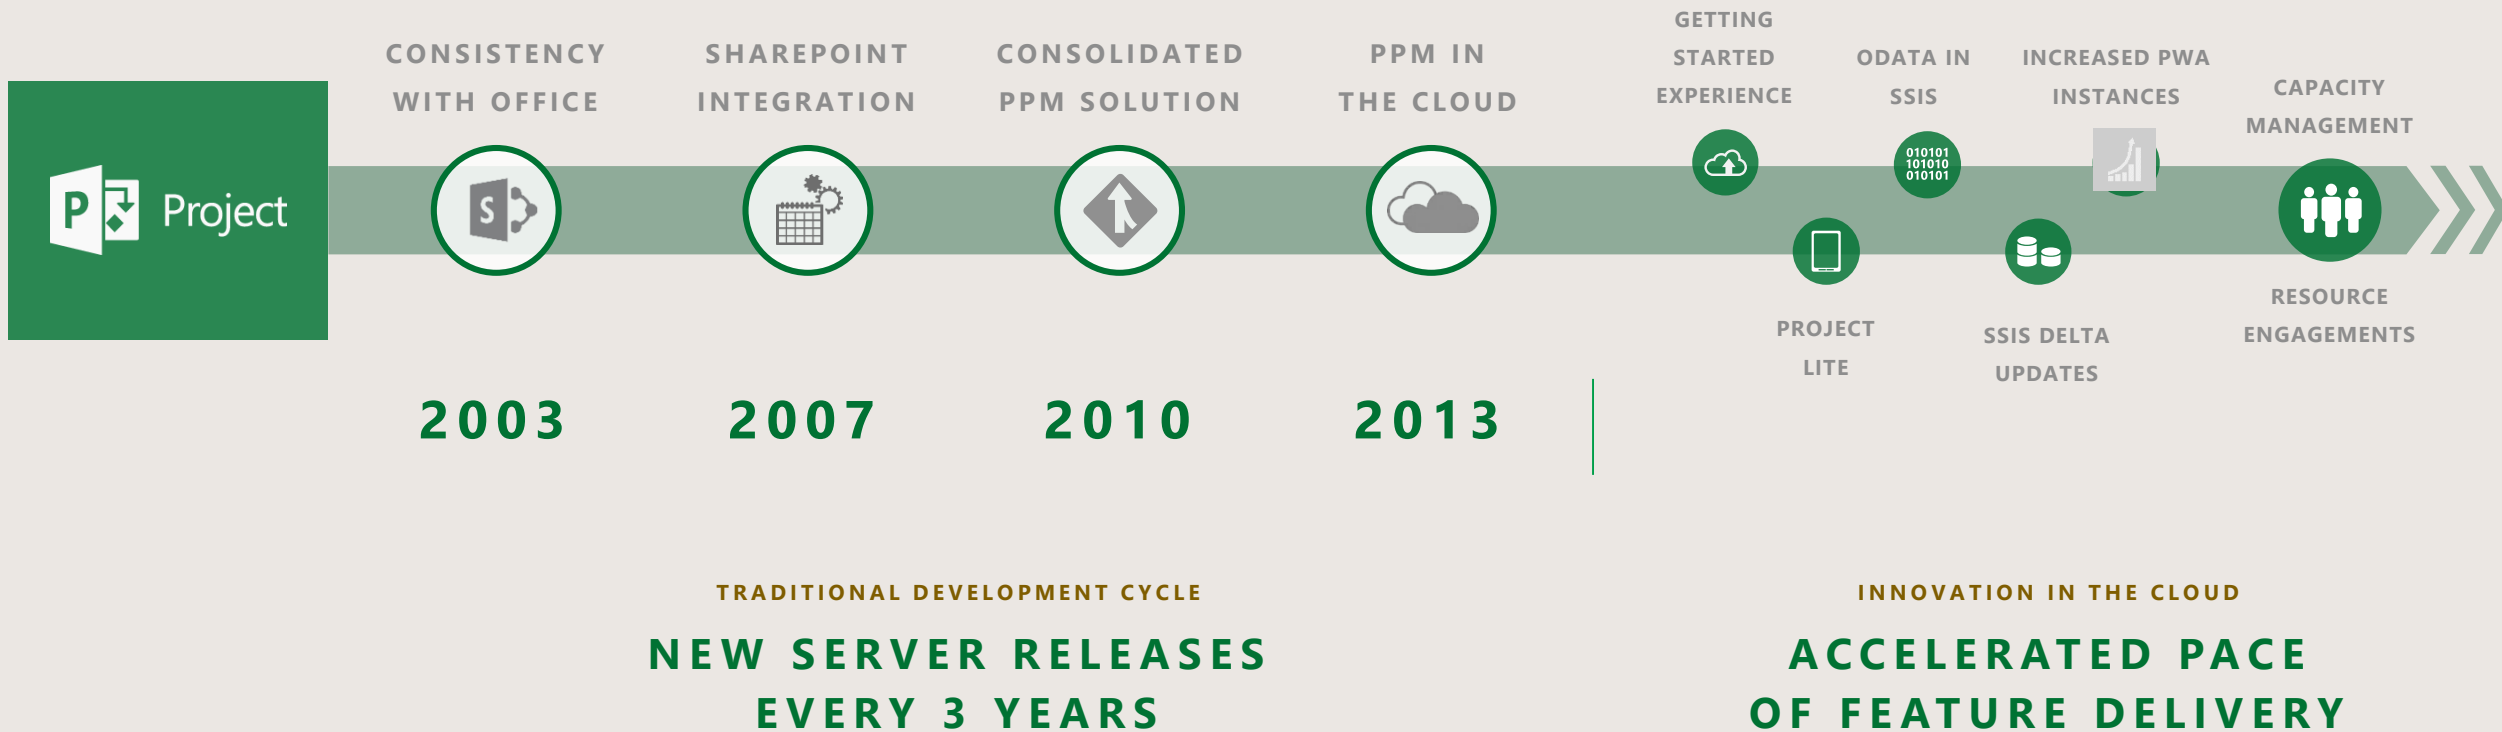 P Project
CONSISTENCY
WITH OFFICE
S
SHAREPOINT
INTEGRATION
CONSOLIDATED
PPM SOLUTION
PPM IN
THE CLOUD
GETTING
STARTED
EXPERIENCE
PROJECT
LITE
ODATA IN
SSIS
010101
101010
010101
SSIS DELTA
UPDATES
INCREASED PWA
INSTANCES
CAPACITY
MANAGEMENT
RESOURCE
ENGAGEMENTS
2003
2007
2010
2013
TRADITIONAL DEVELOPMENT CYCLE
NEW SERVER RELEASES
EVERY 3 YEARS
INNOVATION IN THE CLOUD
ACCELERATED PACE
OF FEATURE DELIVERY